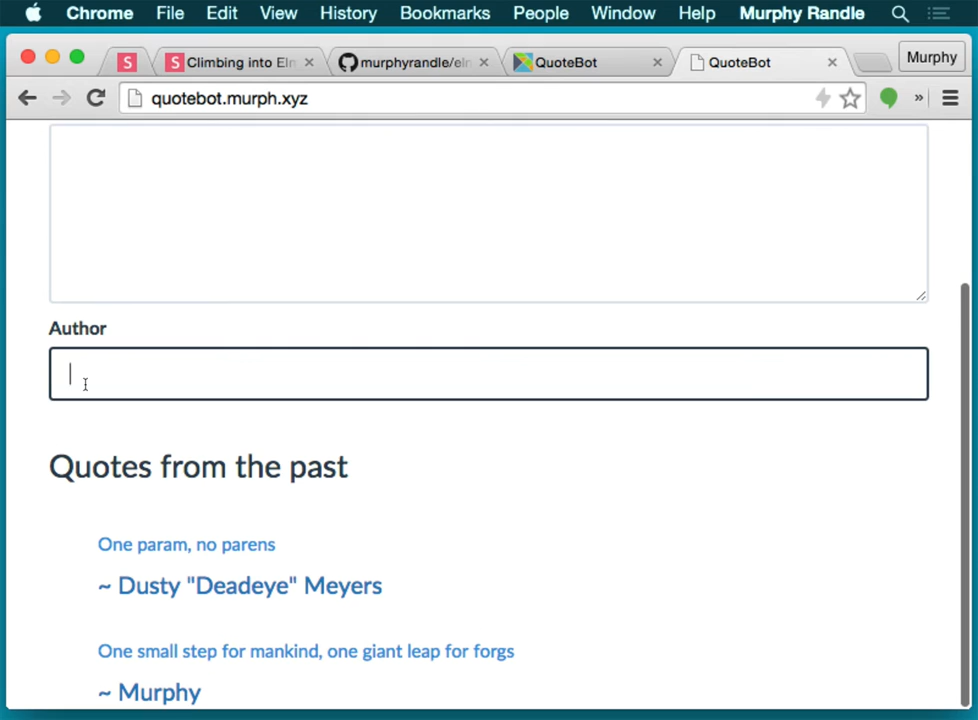 Chrome File Edit View History Bookmarks People Window Help Murphy Randle
S S Climbing into Elm murphyrandle/elm QuoteBot QuoteBot Murphy
quotebot.murph.xyz »
Author
Quotes from the past
One param, no parens
~ Dusty "Deadeye" Meyers
One small step for mankind, one giant leap for forgs
~ Murphy